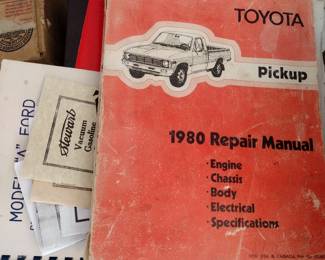 TOYOTA
Pickup
1980 Repair Manual
· Engine
· Chassis
· Body
· Electrical
· Specifications
Stewart
Vacuum
Gasoline
MODEL "A" FORD